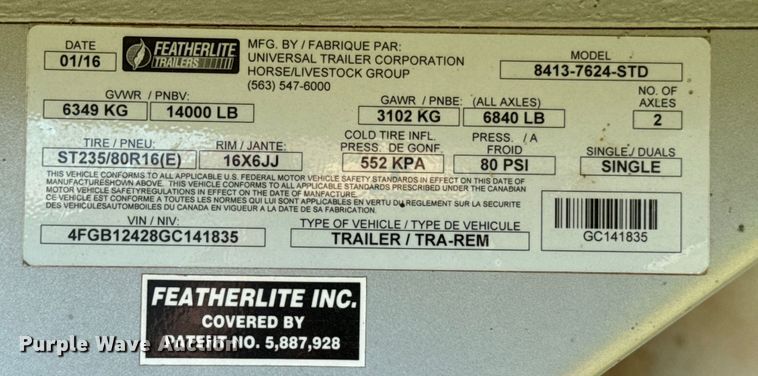 DATE
01/16
FEATHERLITE
TRAILERS
MFG. BY / FABRIQUE PAR:
UNIVERSAL TRAILER CORPORATION
HORSE/LIVESTOCK GROUP
(563) 547-6000
MODEL
8413-7624-STD
GVWR / PNBV:
6349 KG
14000 LB
GAWR / PNBE: (ALL AXLES)
3102 KG
6840 LB
NO. OF
AXLES
2
TIRE / PNEU:
ST235/80R16(E)
RIM / JANTE:
16X6JJ
COLD TIRE INFL.
PRESS. DE GONF.
552 KPA
PRESS. / A
FROID
80 PSI
SINGLE / DUALS
SINGLE
THIS VEHICLE CONFORMS TO ALL APPLICABLE U.S. FEDERAL MOTOR VEHICLE SAFETY STANDARDS IN EFFECT ON THE DATE OF
MANUFACTURESHOWN ABOVE. THIS VEHICLE CONFORMS TO ALL APPLICABLE STANDARDS PRESCRIBED UNDER THE CANADIAN
MOTOR VEHICLE SAFETYREGULATIONS IN EFFECT ON THE DATE OF MANUFACTURE.
CE VEHICLE EST CONFORME A TOUTES LES NORMES QUI LUI SONT APPLICABLES EN VERTU DU REGLEMENT SUR LA SECURITE
DES VEHICULESAUTOMOBILES DU CANADA EN VIGUEUR A LA DATE DE SA FABRICATION.
VIN / NIV:
4FGB12428GC141835
TYPE OF VEHICLE / TYPE DE VEHICULE
TRAILER / TRA-REM
GC141835
FEATHERLITE INC.
COVERED BY
PATENT NO. 5,887,928
Purple Wave Auction